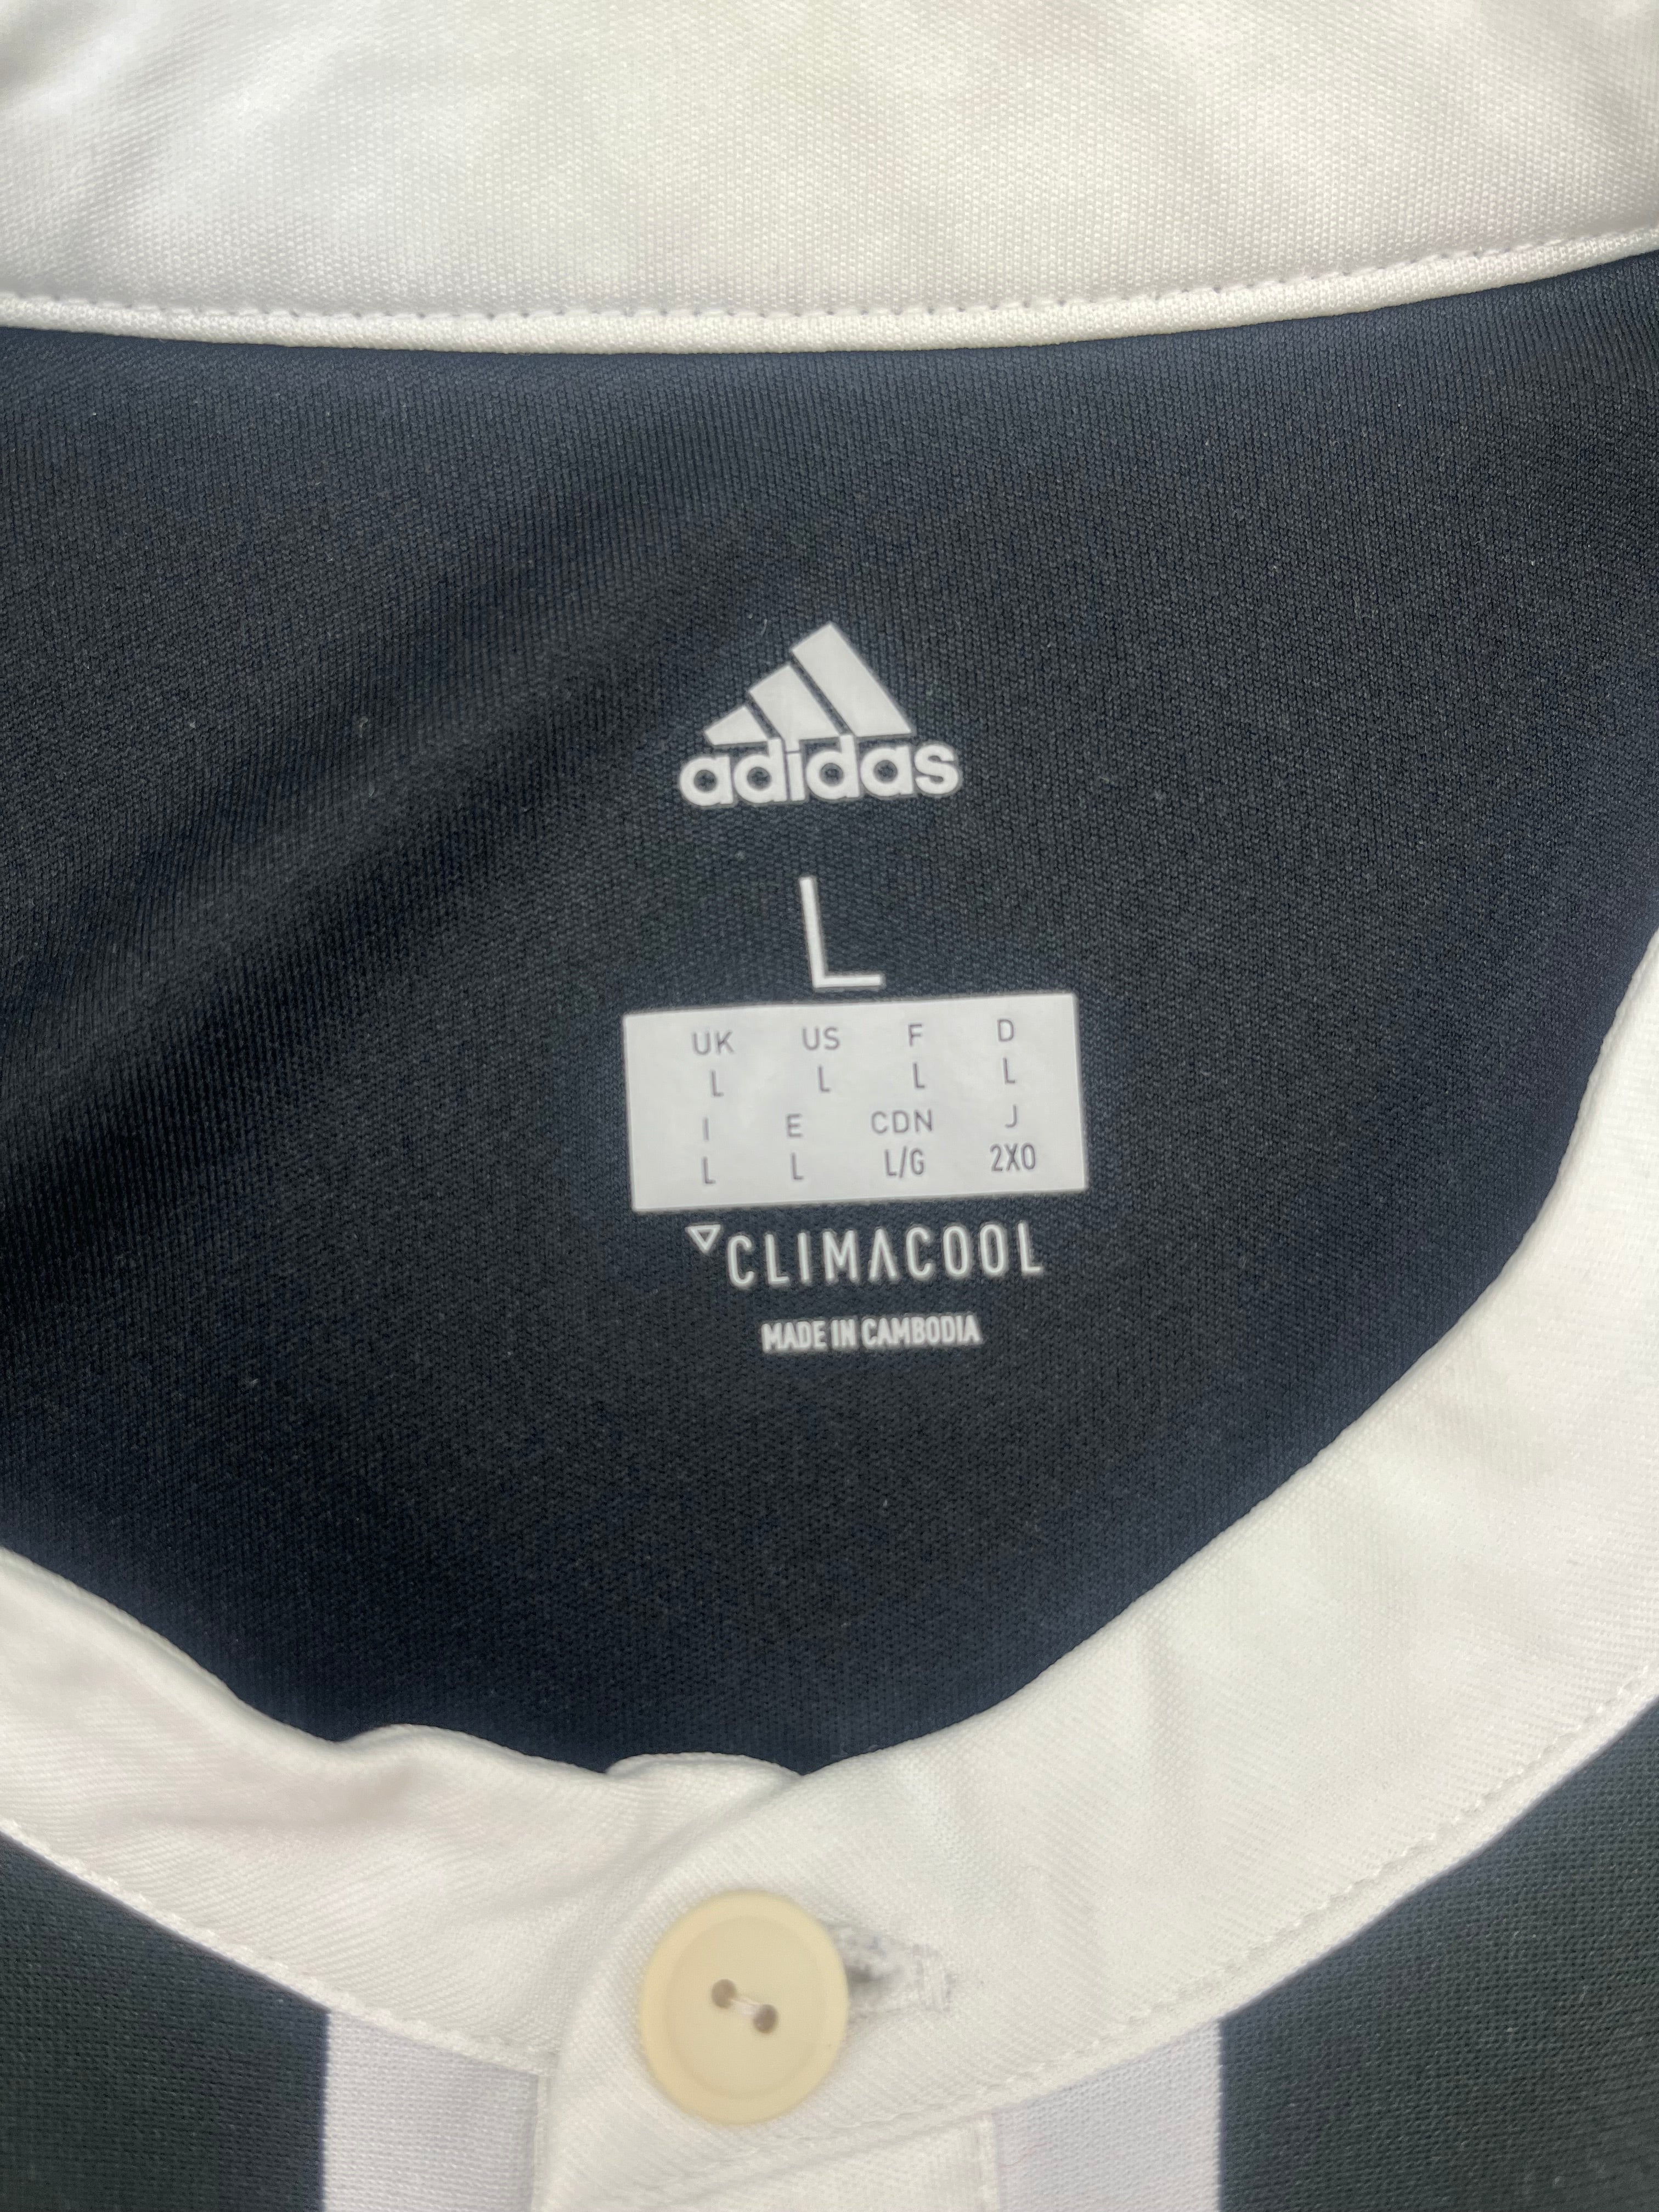 adidas
L
UK US F D
L L L L
I E CDN J
L L L/G 2XO
CLIMACOOL
MADE IN CAMBODIA